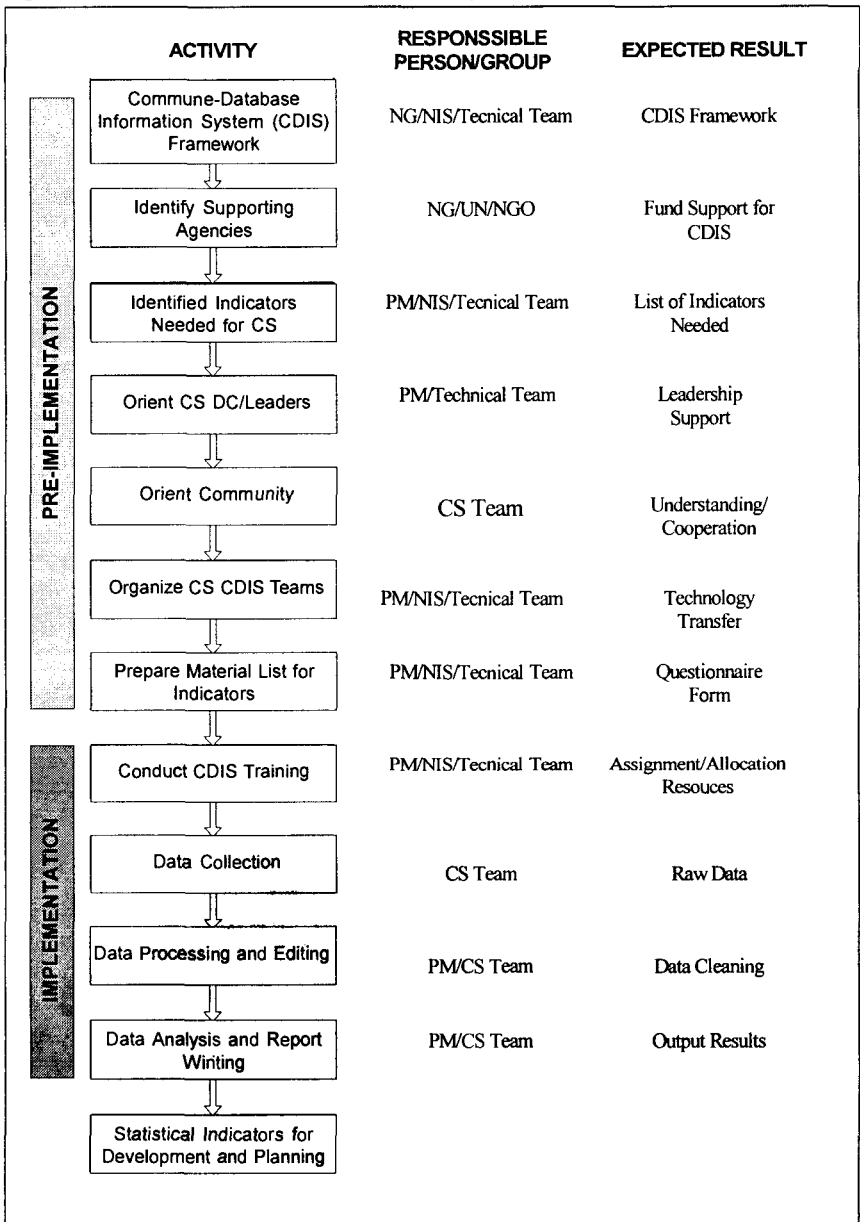 ACTIVITY
RESPONSSIBLE
PERSON/GROUP
EXPECTED RESULT
PRE-IMPLEMENTATION
Commune-Database
Information System (CDIS)
Framework
NG/NIS/Tecnical Team
CDIS Framework
Identify Supporting
Agencies
NG/UN/NGO
Fund Support for
CDIS
Identified Indicators
Needed for CS
PM/NIS/Tecnical Team
List of Indicators
Needed
Orient CS DC/Leaders
PM/Technical Team
Leadership
Support
Orient Community
CS Team
Understanding/
Cooperation
Organize CS CDIS Teams
PM/NIS/Tecnical Team
Technology
Transfer
Prepare Material List for
Indicators
PM/NIS/Tecnical Team
Questionnaire
Form
IMPLEMENTATION
Conduct CDIS Training
PM/NIS/Tecnical Team
Assignment/Allocation
Resouces
Data Collection
CS Team
Raw Data
Data Processing and Editing
PM/CS Team
Data Cleaning
Data Analysis and Report
Wiriting
PM/CS Team
Output Results
Statistical Indicators for
Development and Planning